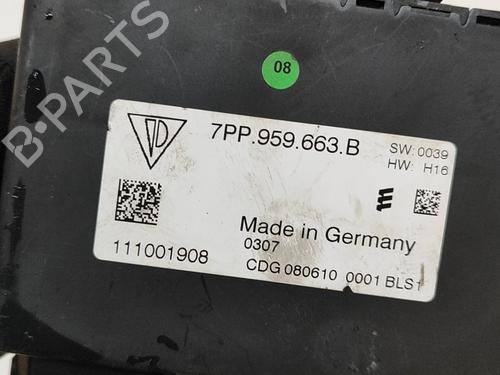 08
7PP.959.663.B
SW: 0039
HW: H16
Made in Germany
0307
111001908
CDG 080610 0001 BLS1
B-PARTS